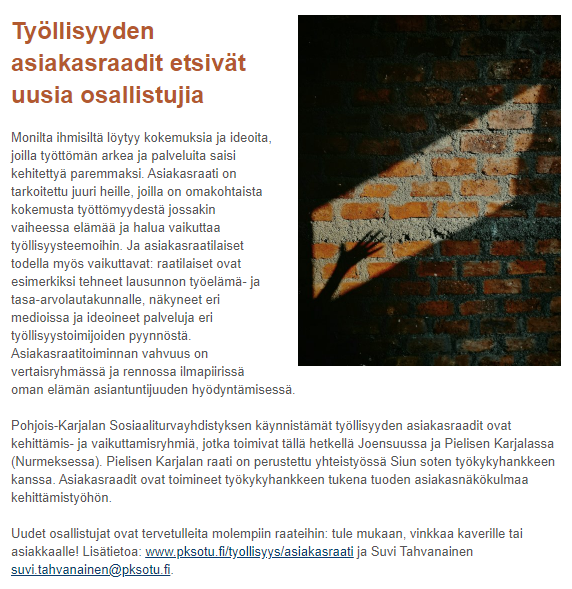 Työllisyyden
asiakasraadit etsivät
uusia osallistujia
Monilta ihmisiltä löytyy kokemuksia ja ideoita,
joilla työttömän arkea ja palveluita saisi
kehitettyä paremmaksi. Asiakasraati on
tarkoitettu juuri heille, joilla on omakohtaista
kokemusta työttömyydestä jossakin
vaiheessa elämää ja halua vaikuttaa
työllisyysteemoihin. Ja asiakasraatilaiset
todella myös vaikuttavat: raatilaiset ovat
esimerkiksi tehneet lausunnon työelämä- ja
tasa-arvolautakunnalle, näkyneet eri
medioissa ja ideoineet palveluja eri
työllisyystoimijoiden pyynnöstä.
Asiakasraatitoiminnan vahvuus on
vertaisryhmässä ja rennossa ilmapiirissä
oman elämän asiantuntijuuden hyödyntämisessä.
Pohjois-Karjalan Sosiaaliturvayhdistyksen käynnistämät työllisyyden asiakasraadit ovat
kehittämis- ja vaikuttamisryhmiä, jotka toimivat tällä hetkellä Joensuussa ja Pielisen Karjalassa
(Nurmeksessa). Pielisen Karjalan raati on perustettu yhteistyössä Siun soten työkykyhankkeen
kanssa. Asiakasraadit ovat toimineet työkykyhankkeen tukena tuoden asiakasnäkökulmaa
kehittämistyöhön.
Uudet osallistujat ovat tervetulleita molempiin raateihin: tule mukaan, vinkkaa kaverille tai
asiakkaalle! Lisätietoa: www.pksotu.fi/tyollisyys/asiakasraati ja Suvi Tahvanainen
suvi.tahvanainen@pksotu.fi.